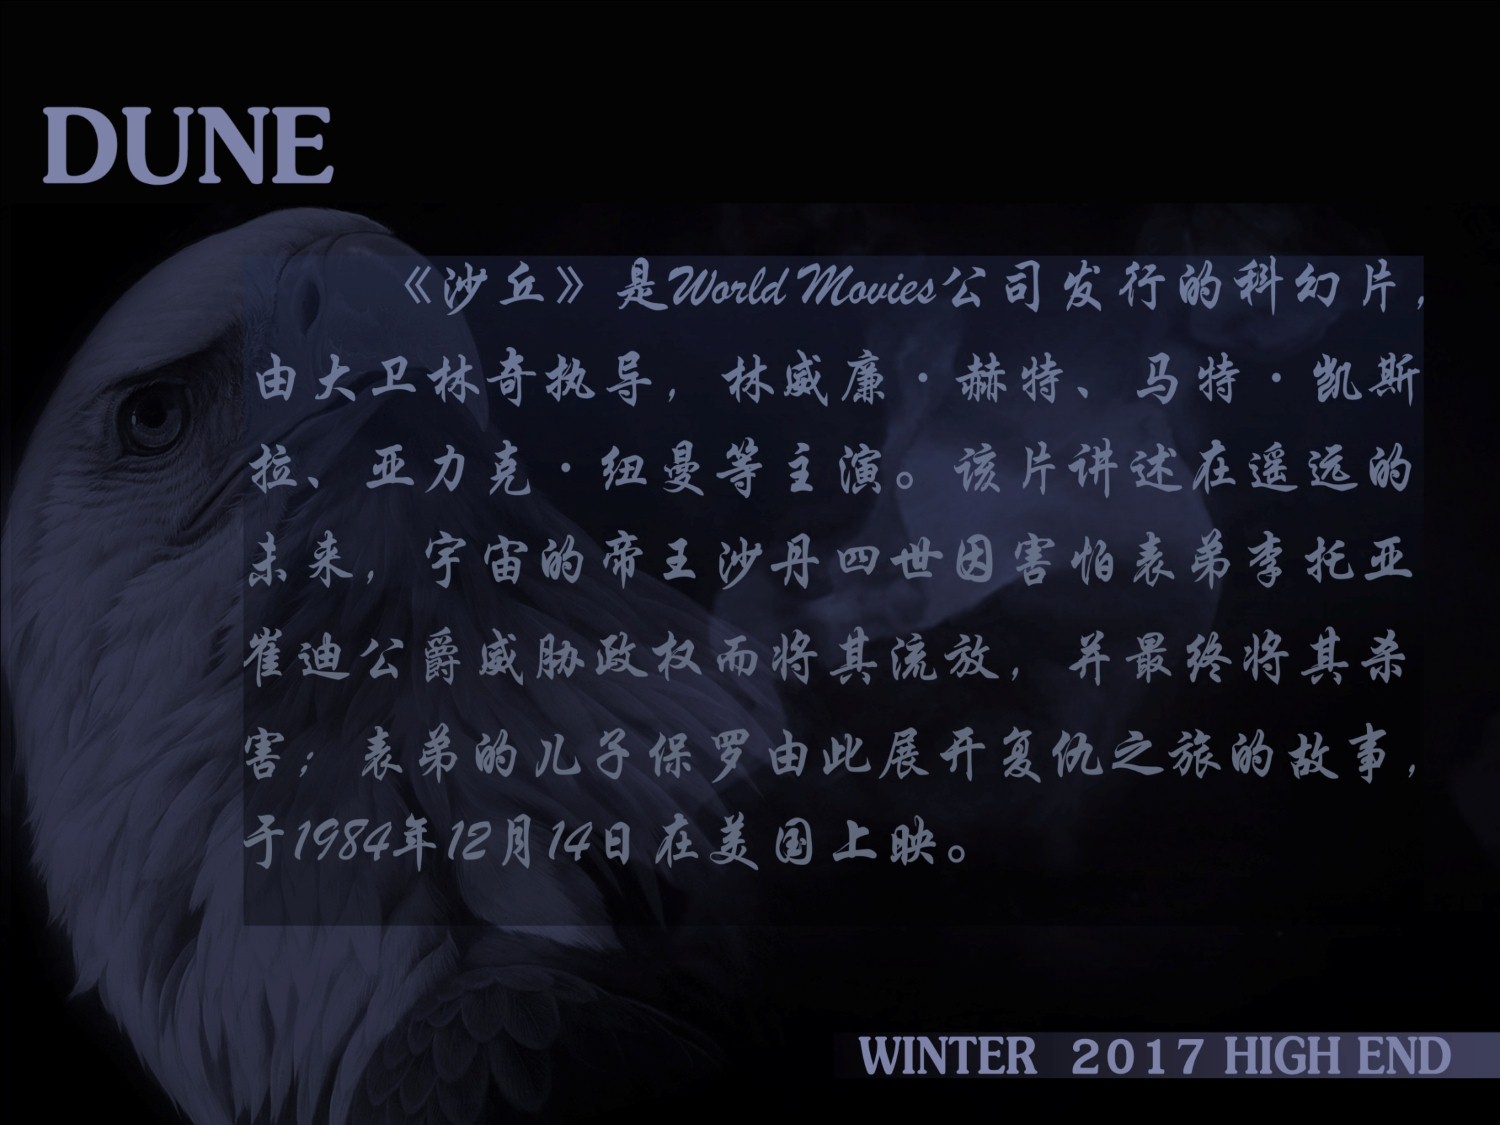 DUNE
《沙丘》是World Movies公司发行的科幻片，
由大卫林奇执导，林威廉·赫特、马特·凯斯
拉、亚力克·纽曼等主演。该片讲述在遥远的
未来，宇宙的帝王沙丹四世因害怕表弟李托亚
崔迪公爵威胁政权而将其流放，并最终将其杀
害；表弟的儿子保罗由此展开复仇之旅的故事，
于1984年12月14日在美国上映。
WINTER 2017 HIGH END